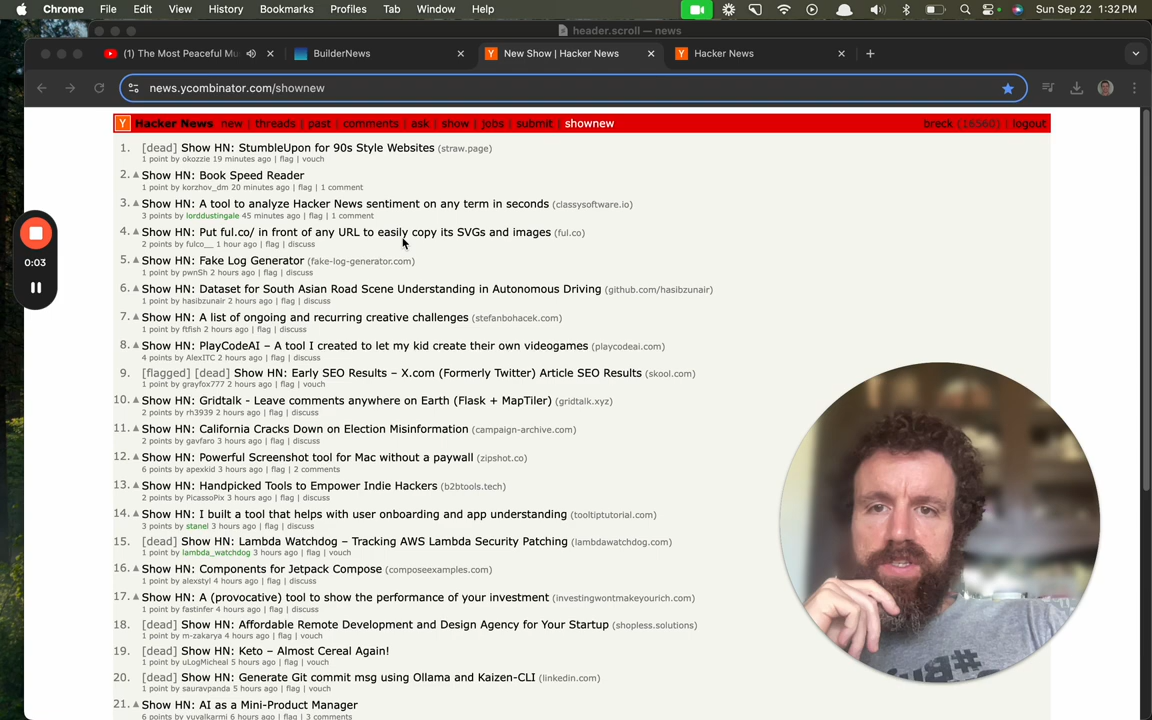 Chrome File Edit View History Bookmarks Profiles Tab Window Help Sun Sep 22 1:32 PM
header.scroll — news
(1) The Most Peaceful Mu
BuilderNews
New Show | Hacker News
Hacker News
news.ycombinator.com/shownew
Y Hacker News new | threads | past | comments | ask | show | jobs | submit | shownew breck (16560) | logout
1. [dead] Show HN: StumbleUpon for 90s Style Websites (straw.page)
1 point by okozzie 19 minutes ago | flag | vouch
2. Show HN: Book Speed Reader
1 point by korzhov_dm 20 minutes ago | flag | 1 comment
3. Show HN: A tool to analyze Hacker News sentiment on any term in seconds (classysoftware.io)
3 points by lorddustingale 45 minutes ago | flag | 1 comment
4. Show HN: Put ful.co/ in front of any URL to easily copy its SVGs and images (ful.co)
2 points by fulco__ 1 hour ago | flag | discuss
5. Show HN: Fake Log Generator (fake-log-generator.com)
1 point by pwnSh 2 hours ago | flag | discuss
6. Show HN: Dataset for South Asian Road Scene Understanding in Autonomous Driving (github.com/hasibzunair)
1 point by hasibzunair 2 hours ago | flag | discuss
7. Show HN: A list of ongoing and recurring creative challenges (stefanbohacek.com)
1 point by ftfish 2 hours ago | flag | discuss
8. Show HN: PlayCodeAI – A tool I created to let my kid create their own videogames (playcodeai.com)
4 points by AlexITC 2 hours ago | flag | discuss
9. [flagged] [dead] Show HN: Early SEO Results – X.com (Formerly Twitter) Article SEO Results (skool.com)
1 point by grayfox777 2 hours ago | flag | vouch
10. Show HN: Gridtalk - Leave comments anywhere on Earth (Flask + MapTiler) (gridtalk.xyz)
2 points by rh3939 2 hours ago | flag | discuss
11. Show HN: California Cracks Down on Election Misinformation (campaign-archive.com)
2 points by gavfaro 3 hours ago | flag | discuss
12. Show HN: Powerful Screenshot tool for Mac without a paywall (zipshot.co)
6 points by apexkid 3 hours ago | flag | 2 comments
13. Show HN: Handpicked Tools to Empower Indie Hackers (b2btools.tech)
2 points by PicassoPix 3 hours ago | flag | discuss
14. Show HN: I built a tool that helps with user onboarding and app understanding (tooltiptutorial.com)
3 points by stanel 3 hours ago | flag | discuss
15. [dead] Show HN: Lambda Watchdog – Tracking AWS Lambda Security Patching (lambdawatchdog.com)
1 point by lambda_watchdog 3 hours ago | flag | vouch
16. Show HN: Components for Jetpack Compose (composeexamples.com)
1 point by alexstyl 4 hours ago | flag | discuss
17. Show HN: A (provocative) tool to show the performance of your investment (investingwontmakeyourich.com)
1 point by fastinfer 4 hours ago | flag | discuss
18. [dead] Show HN: Affordable Remote Development and Design Agency for Your Startup (shopless.solutions)
1 point by m-zakarya 4 hours ago | flag | vouch
19. [dead] Show HN: Keto – Almost Cereal Again!
1 point by uLogMicheal 5 hours ago | flag | vouch
20. [dead] Show HN: Generate Git commit msg using Ollama and Kaizen-CLI (linkedin.com)
1 point by sauravpanda 5 hours ago | flag | vouch
21. Show HN: AI as a Mini-Product Manager
6 points by yuvalkarmi 6 hours ago | flag | 3 comments
00:03